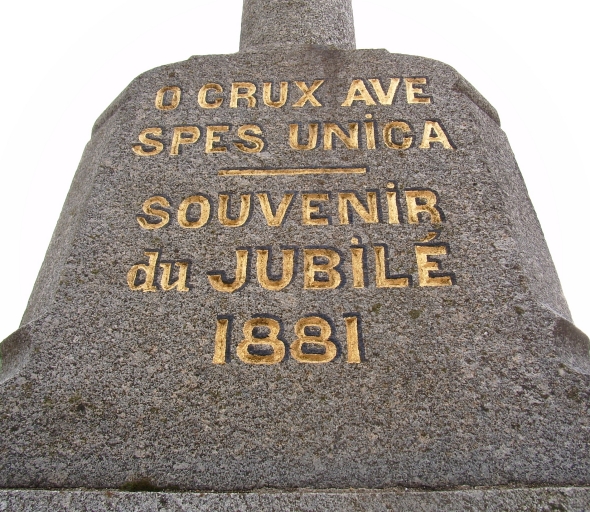 O CRUX AVE
SPES UNiCA
SOUVENiR
du JUBiLÉ
1881